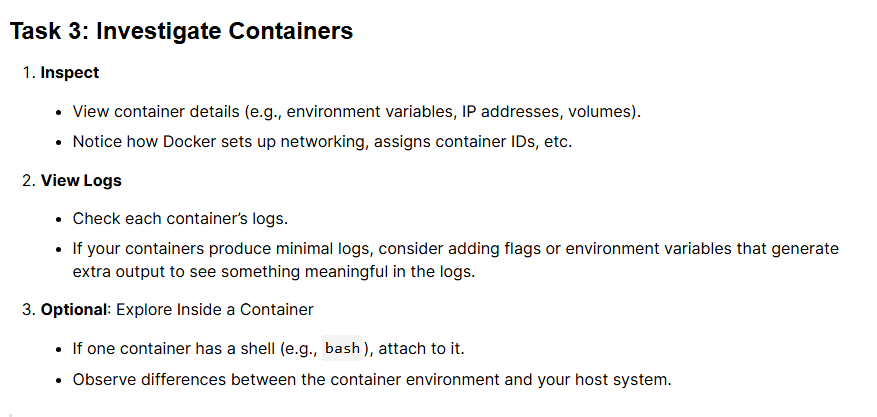 Task 3: Investigate Containers
1. Inspect
• View container details (e.g., environment variables, IP addresses, volumes).
• Notice how Docker sets up networking, assigns container IDs, etc.
2. View Logs
• Check each container’s logs.
• If your containers produce minimal logs, consider adding flags or environment variables that generate
extra output to see something meaningful in the logs.
3. Optional: Explore Inside a Container
• If one container has a shell (e.g., bash), attach to it.
• Observe differences between the container environment and your host system.